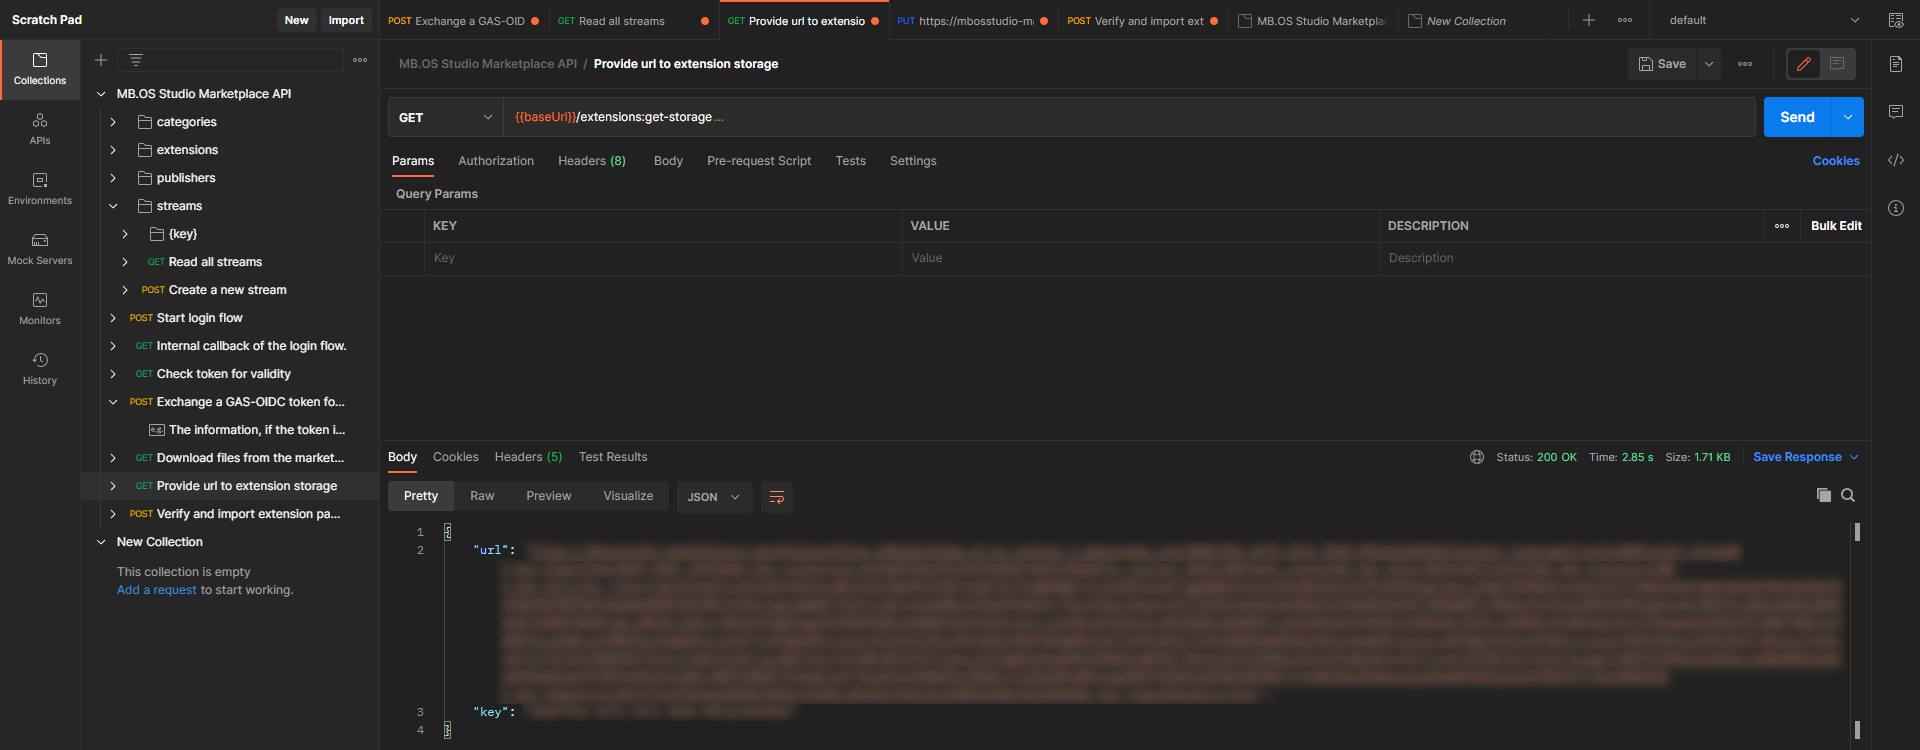 Scratch Pad
New
Import
POST Exchange a GAS-OID
GET Read all streams
GET Provide url to extensio
PUT https://mbosstudio-m
POST Verify and import ext
MB.OS Studio Marketplac
New Collection
default
Collections
APIs
Environments
Mock Servers
Monitors
History
MB.OS Studio Marketplace API
categories
extensions
publishers
streams
{key}
GET Read all streams
POST Create a new stream
POST Start login flow
GET Internal callback of the login flow.
GET Check token for validity
POST Exchange a GAS-OIDC token fo...
e.g. The information, if the token i...
GET Download files from the market...
GET Provide url to extension storage
POST Verify and import extension pa...
New Collection
This collection is empty
Add a request to start working.
MB.OS Studio Marketplace API / Provide url to extension storage
Save
GET
{{baseUrl}}/extensions:get-storage...
Send
Params Authorization Headers (8) Body Pre-request Script Tests Settings
Cookies
Query Params
KEY VALUE DESCRIPTION
Bulk Edit
Key Value Description
Body Cookies Headers (5) Test Results
Status: 200 OK Time: 2.85 s Size: 1.71 KB
Save Response
Pretty Raw Preview Visualize JSON
1 {
2 "url":
3 "key":
4 }